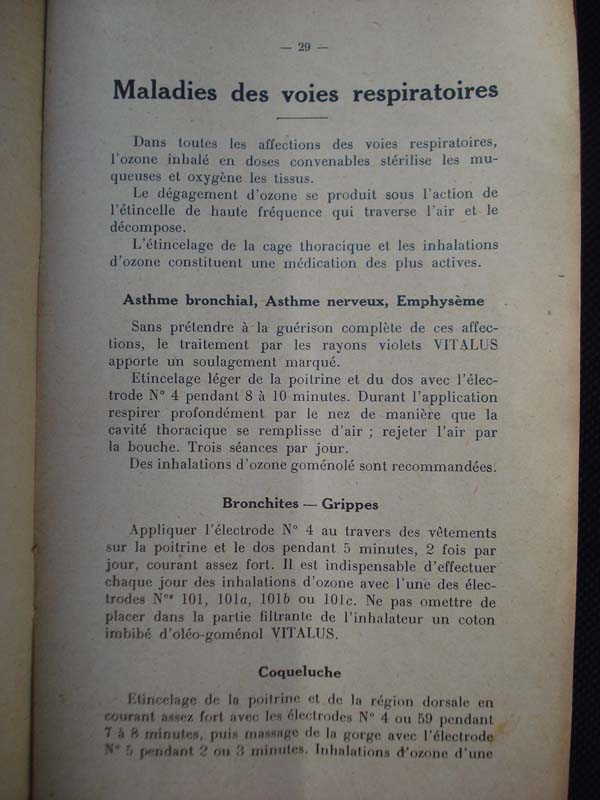 — 29 —
Maladies des voies respiratoires
Dans toutes les affections des voies respiratoires,
l'ozone inhalé en doses convenables stérilise les mu-
queuses et oxygène les tissus.
Le dégagement d'ozone se produit sous l'action de
l'étincelle de haute fréquence qui traverse l'air et le
décompose.
L'étincelage de la cage thoracique et les inhalations
d'ozone constituent une médication des plus actives.
Asthme bronchial, Asthme nerveux, Emphysème
Sans prétendre à la guérison complète de ces affec-
tions, le traitement par les rayons violets VITALUS
apporte un soulagement marqué.
Etincelage léger de la poitrine et du dos avec l'élec-
trode N° 4 pendant 8 à 10 minutes. Durant l'application
respirer profondément par le nez de manière que la
cavité thoracique se remplisse d'air ; rejeter l'air par
la bouche. Trois séances par jour.
Des inhalations d'ozone goménolé sont recommandées.
Bronchites — Grippes
Appliquer l'électrode N° 4 au travers des vêtements
sur la poitrine et le dos pendant 5 minutes, 2 fois par
jour, courant assez fort. Il est indispensable d'effectuer
chaque jour des inhalations d'ozone avec l'une des élec-
trodes Nos 101, 101a, 101b ou 101c. Ne pas omettre de
placer dans la partie filtrante de l'inhalateur un coton
imbibé d'oléo-goménol VITALUS.
Coqueluche
Etincelage de la poitrine et de la région dorsale en
courant assez fort avec les électrodes N° 4 ou 59 pendant
7 à 8 minutes, puis massage de la gorge avec l'électrode
N° 5 pendant 2 ou 3 minutes. Inhalations d'ozone d'une